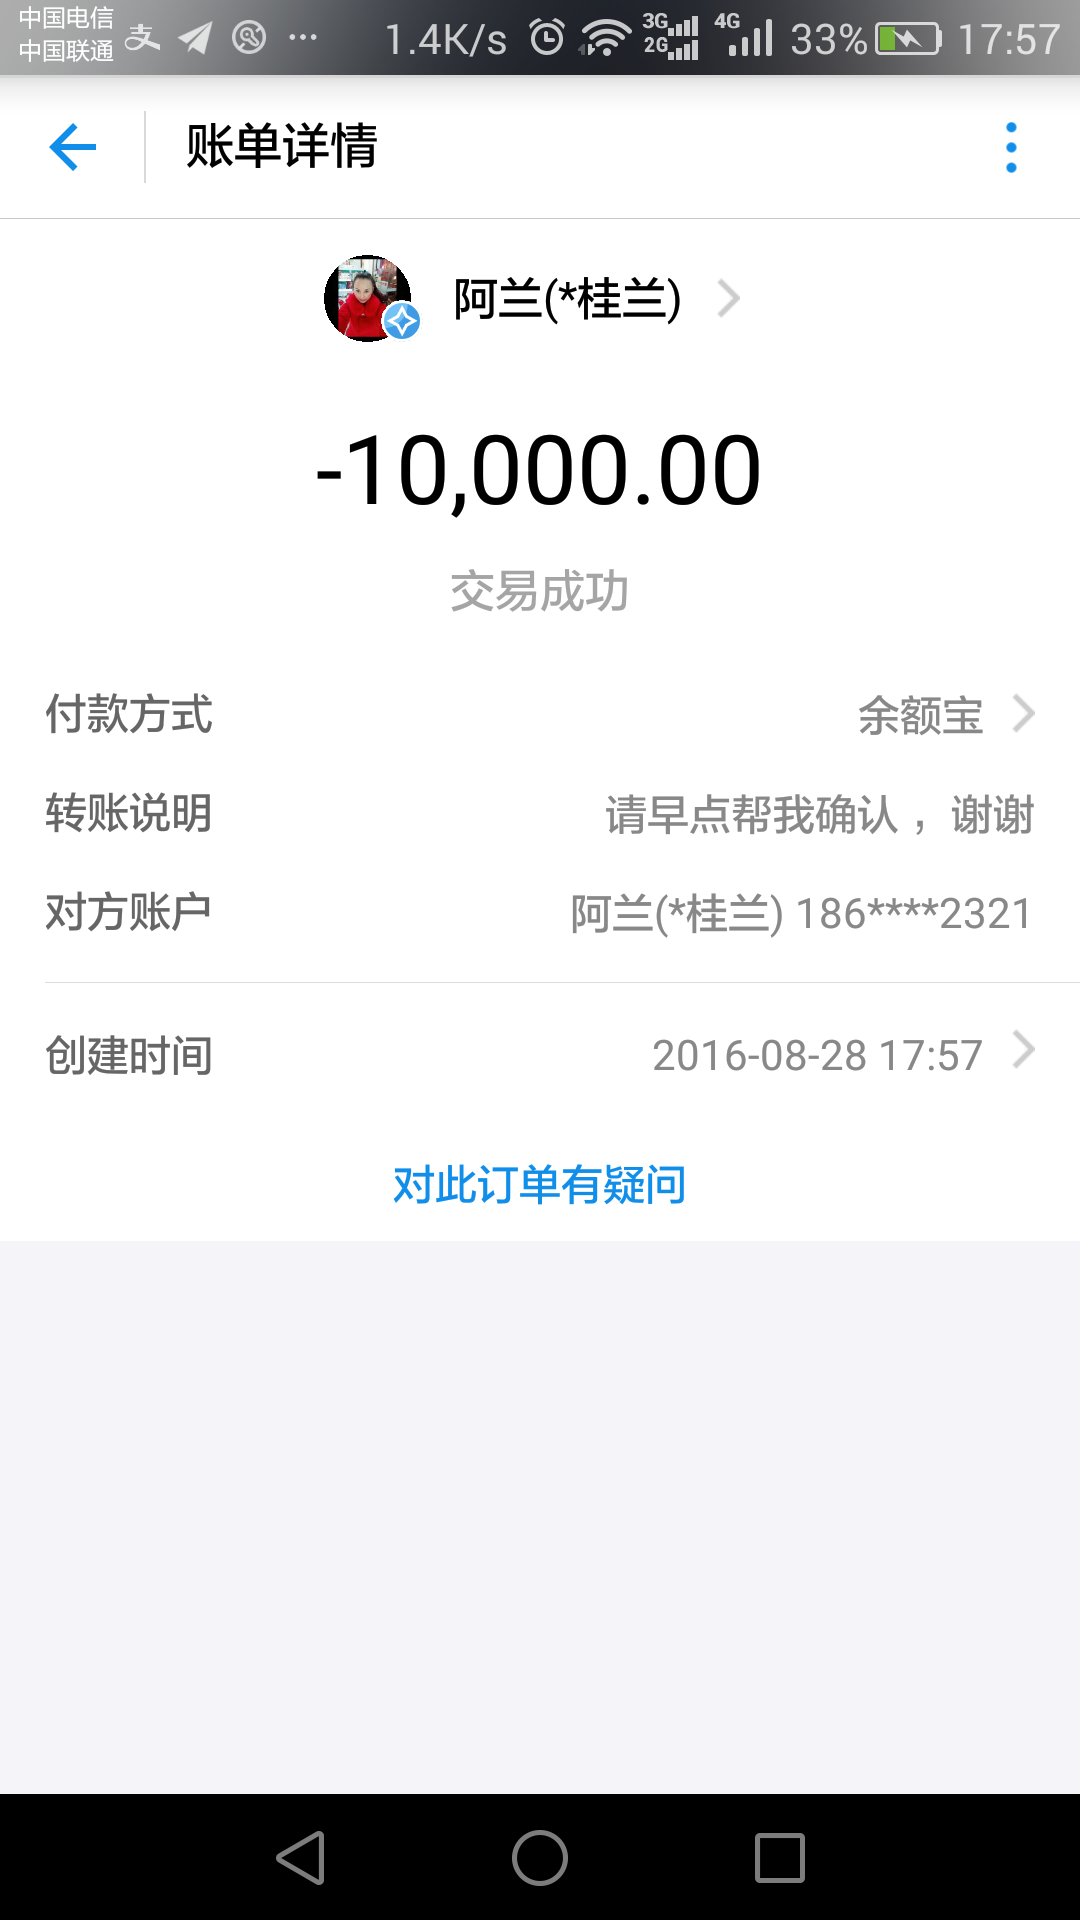 中国电信
中国联通
1.4K/s 3G 2G 4G 33% 17:57
账单详情
阿兰(*桂兰)
-10,000.00
交易成功
付款方式 余额宝
转账说明 请早点帮我确认，谢谢
对方账户 阿兰(*桂兰) 186****2321
创建时间 2016-08-28 17:57
对此订单有疑问